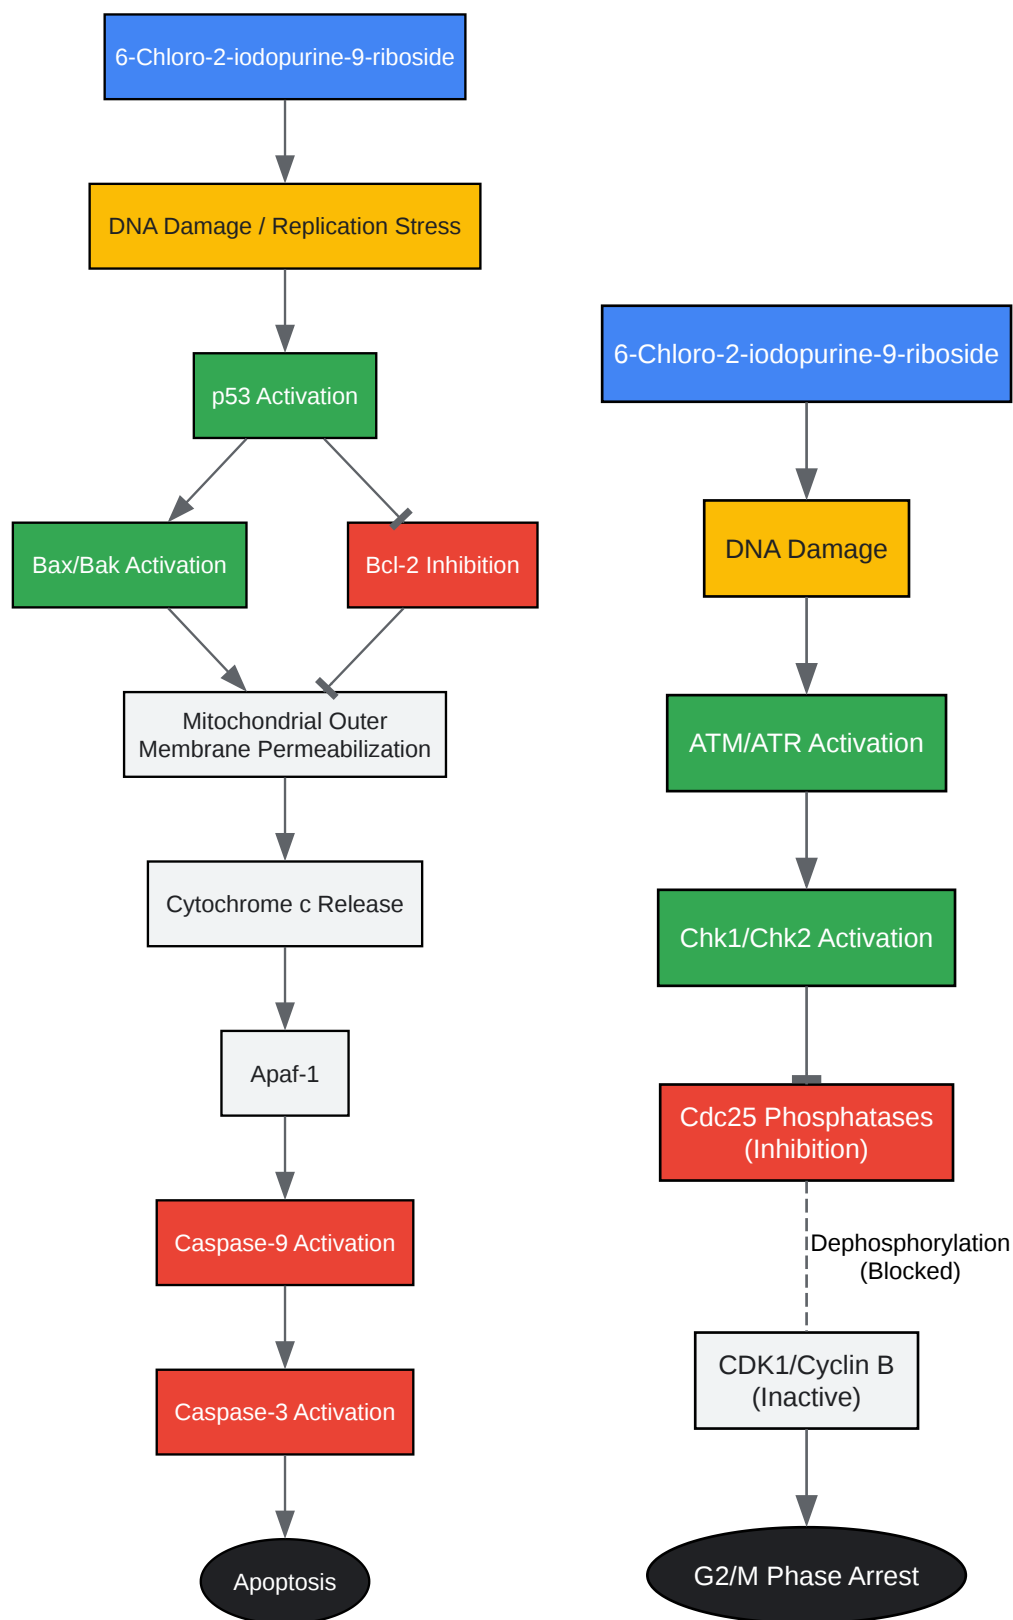 6-Chloro-2-iodopurine-9-riboside
DNA Damage / Replication Stress
p53 Activation
Bax/Bak Activation
Bcl-2 Inhibition
Mitochondrial Outer
Membrane Permeabilization
Cytochrome c Release
Apaf-1
Caspase-9 Activation
Caspase-3 Activation
Apoptosis
6-Chloro-2-iodopurine-9-riboside
DNA Damage
ATM/ATR Activation
Chk1/Chk2 Activation
Cdc25 Phosphatases
(Inhibition)
Dephosphorylation
(Blocked)
CDK1/Cyclin B
(Inactive)
G2/M Phase Arrest